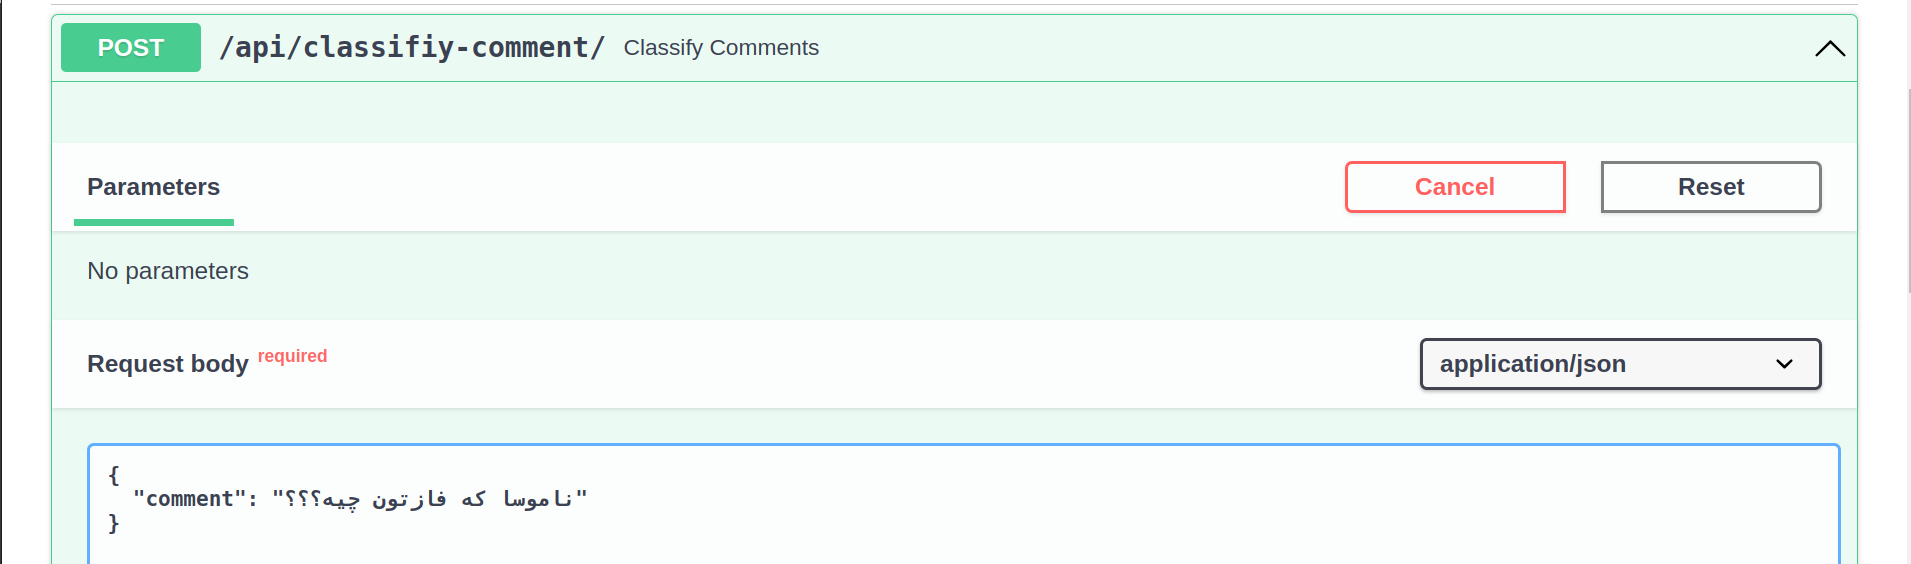 POST /api/classifiy-comment/ Classify Comments
Parameters Cancel Reset
No parameters
Request body required application/json
{
"comment": "ناموسا که فازتون چیه؟؟؟"
}